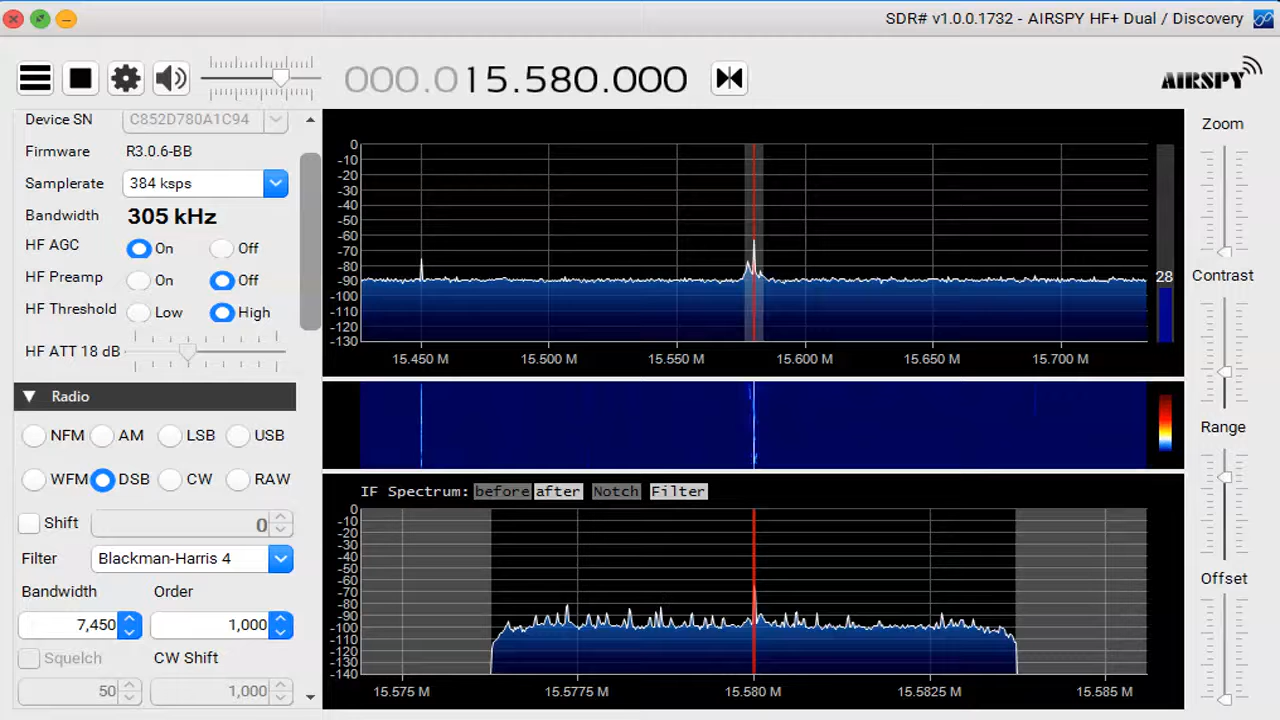 SDR# v1.0.0.1732 - AIRSPY HF+ Dual / Discovery
000.015.580.000
AIRSPY
Device SN C852D780A1C94
Firmware R3.0.6-BB
Samplerate 384 ksps
Bandwidth 305 kHz
HF AGC On Off
HF Preamp On Off
HF Threshold Low High
HF ATT 18 dB
Radio
NFM AM LSB USB
WFM DSB CW RAW
Shift 0
Filter Blackman-Harris 4
Bandwidth Order
7,450 1,000
Squelch CW Shift
50 1,000
0
-10
-20
-30
-40
-50
-60
-70
-80
-90
-100
-110
-120
-130
15.450 M 15.500 M 15.550 M 15.600 M 15.650 M 15.700 M
28
IF Spectrum: before after Notch Filter
0
-10
-20
-30
-40
-50
-60
-70
-80
-90
-100
-110
-120
-130
-140
15.575 M 15.5775 M 15.580 M 15.5825 M 15.585 M
Zoom
Contrast
Range
Offset